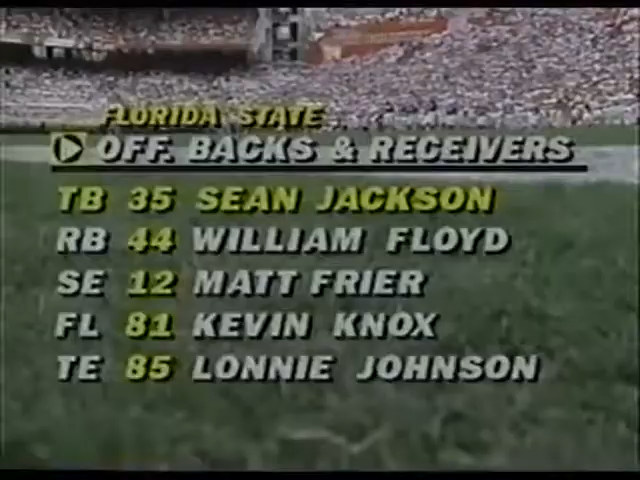 FLORIDA STATE
OFF. BACKS & RECEIVERS
TB 35 SEAN JACKSON
RB 44 WILLIAM FLOYD
SE 12 MATT FRIER
FL 81 KEVIN KNOX
TE 85 LONNIE JOHNSON